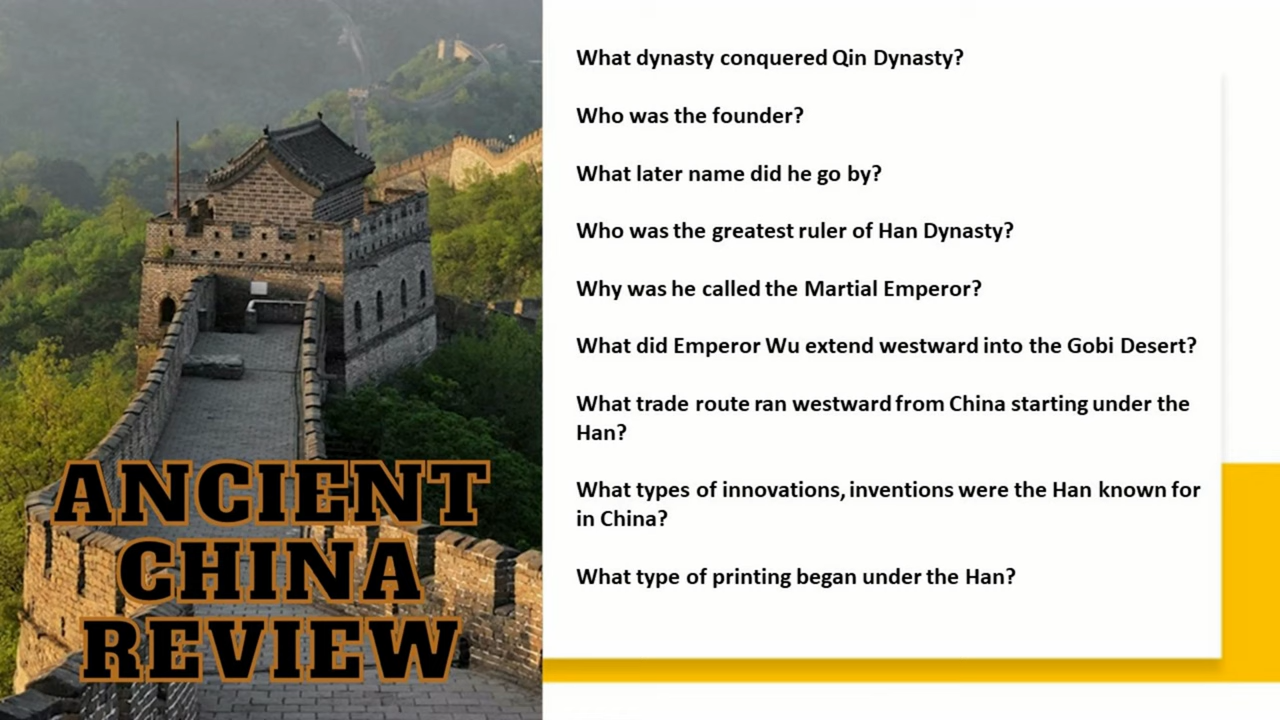 ANCIENT
CHINA
REVIEW
What dynasty conquered Qin Dynasty?
Who was the founder?
What later name did he go by?
Who was the greatest ruler of Han Dynasty?
Why was he called the Martial Emperor?
What did Emperor Wu extend westward into the Gobi Desert?
What trade route ran westward from China starting under the
Han?
What types of innovations, inventions were the Han known for
in China?
What type of printing began under the Han?